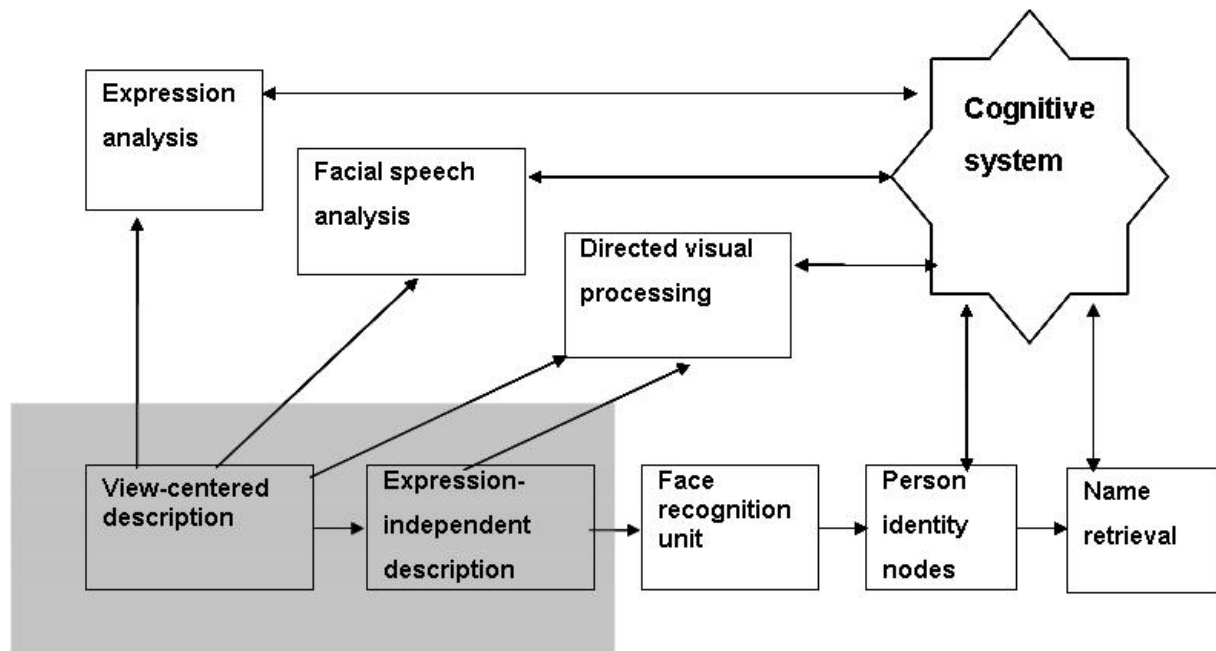 Expression
analysis
Cognitive
system
Facial speech
analysis
Directed visual
processing
View-centered
description
Expression-
independent
description
Face
recognition
unit
Person
identity
nodes
Name
retrieval